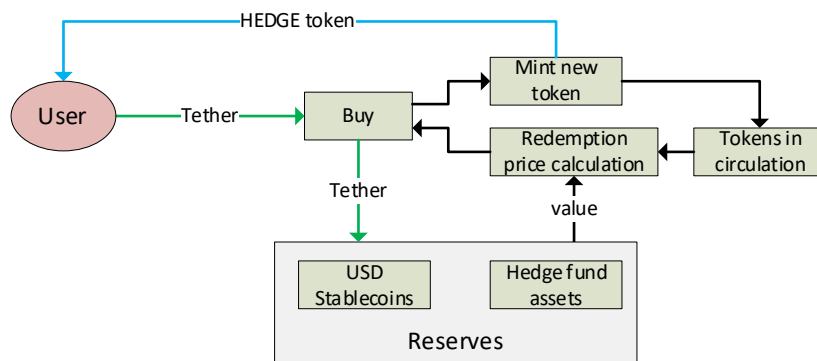 HEDGE token
User
Tether
Buy
Mint new
token
Redemption
price calculation
Tokens in
circulation
Tether
value
USD
Stablecoins
Hedge fund
assets
Reserves